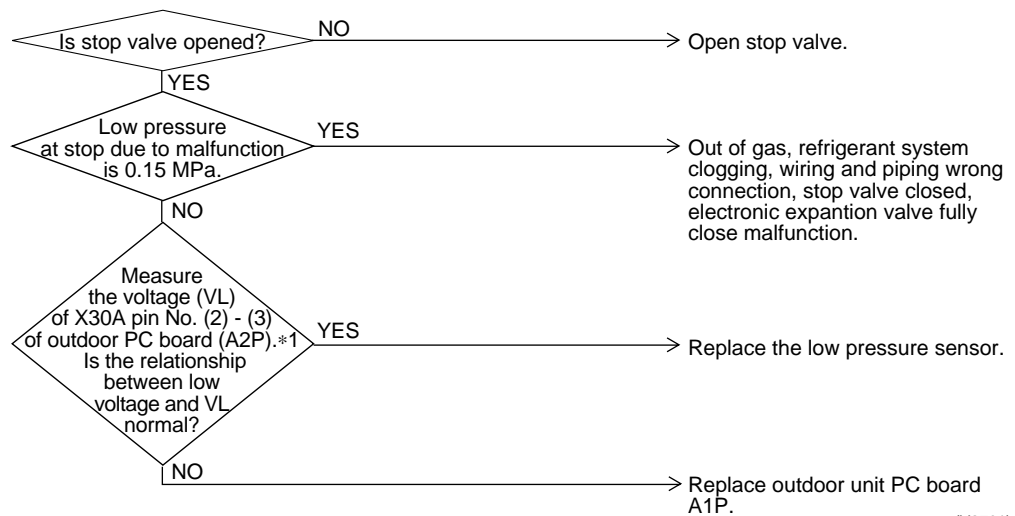 Is stop valve opened?
NO
Open stop valve.
YES
Low pressure
at stop due to malfunction
is 0.15 MPa.
YES
Out of gas, refrigerant system
clogging, wiring and piping wrong
connection, stop valve closed,
electronic expantion valve fully
close malfunction.
NO
Measure
the voltage (VL)
of X30A pin No. (2) - (3)
of outdoor PC board (A2P).*1
Is the relationship
between low
voltage and VL
normal?
YES
Replace the low pressure sensor.
NO
Replace outdoor unit PC board
A1P.